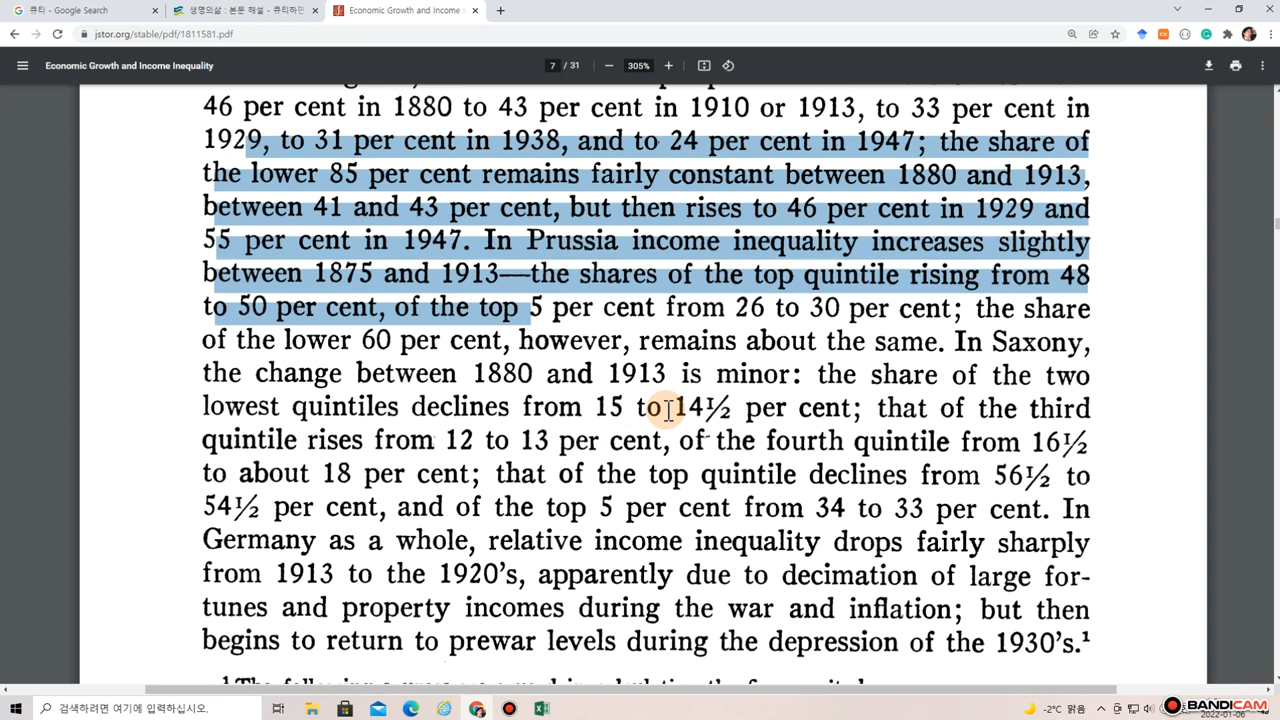 큐티 - Google Search
생명의삶 : 본문 해설 - 큐티하면
Economic Growth and Income I
jstor.org/stable/pdf/1811581.pdf
Economic Growth and Income Inequality
7 / 31
305%
46 per cent in 1880 to 43 per cent in 1910 or 1913, to 33 per cent in
1929, to 31 per cent in 1938, and to 24 per cent in 1947; the share of
the lower 85 per cent remains fairly constant between 1880 and 1913,
between 41 and 43 per cent, but then rises to 46 per cent in 1929 and
55 per cent in 1947. In Prussia income inequality increases slightly
between 1875 and 1913—the shares of the top quintile rising from 48
to 50 per cent, of the top 5 per cent from 26 to 30 per cent; the share
of the lower 60 per cent, however, remains about the same. In Saxony,
the change between 1880 and 1913 is minor: the share of the two
lowest quintiles declines from 15 to 14½ per cent; that of the third
quintile rises from 12 to 13 per cent, of the fourth quintile from 16½
to about 18 per cent; that of the top quintile declines from 56½ to
54½ per cent, and of the top 5 per cent from 34 to 33 per cent. In
Germany as a whole, relative income inequality drops fairly sharply
from 1913 to the 1920's, apparently due to decimation of large for-
tunes and property incomes during the war and inflation; but then
begins to return to prewar levels during the depression of the 1930's.¹
검색하려면 여기에 입력하십시오.
-2°C 맑음
BANDICAM
2022-01-06